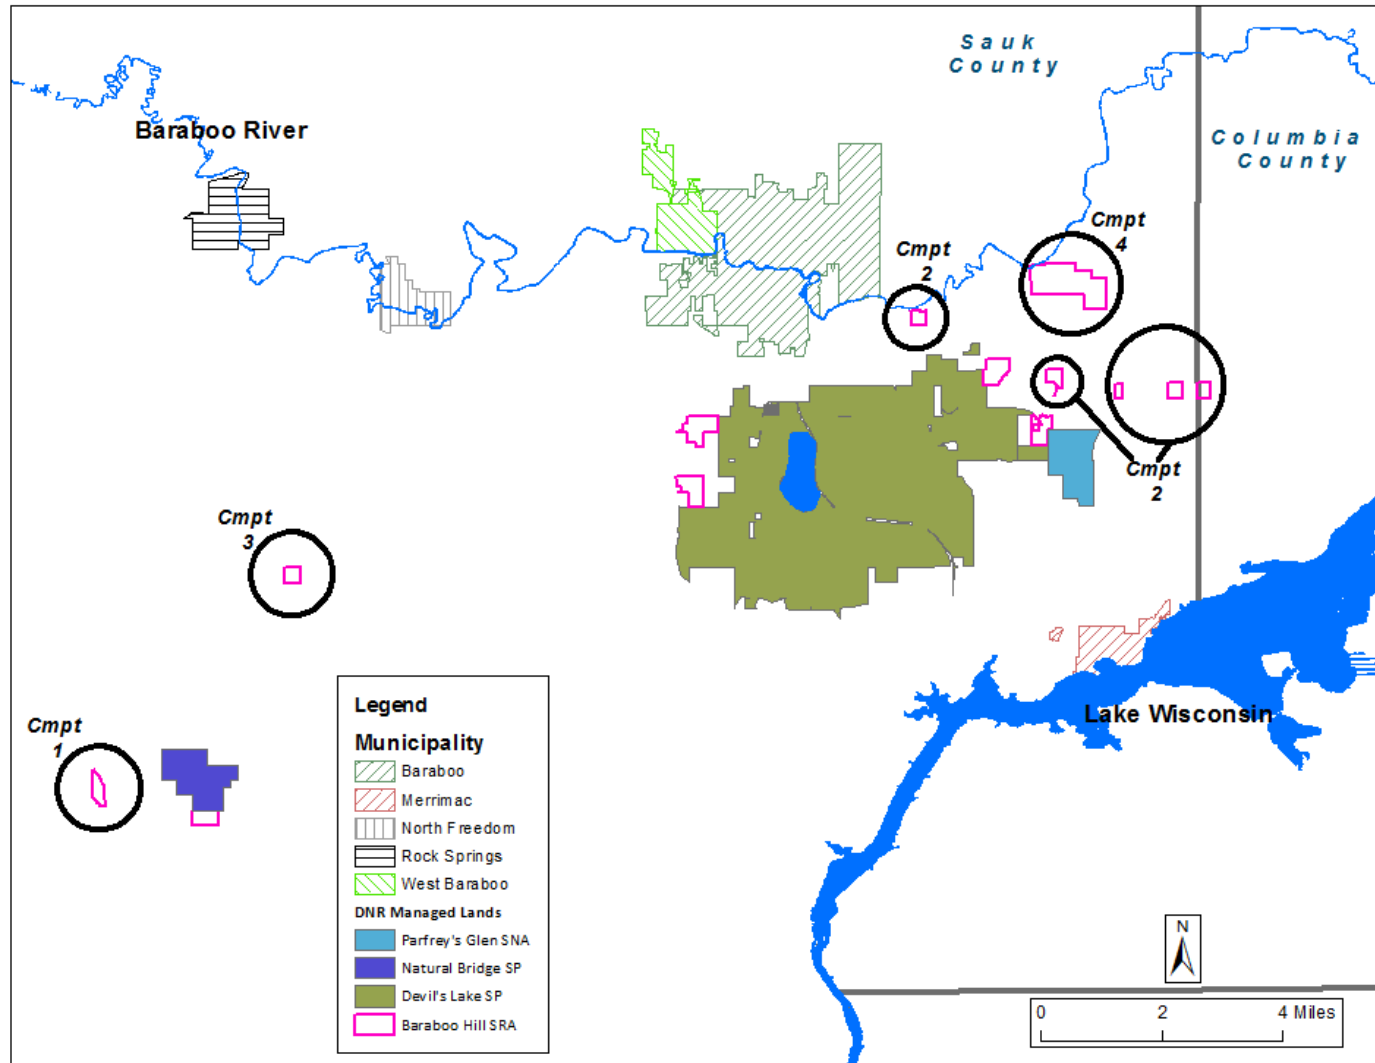 Sauk
County
Baraboo River
Columbia
County
Cmpt
4
Cmpt
2
Cmpt
2
Cmpt
3
Cmpt
1
Lake Wisconsin
Legend
Municipality
Baraboo
Merrimac
North Freedom
Rock Springs
West Baraboo
DNR Managed Lands
Parfrey's Glen SNA
Natural Bridge SP
Devil's Lake SP
Baraboo Hill SRA
N
0 2 4 Miles